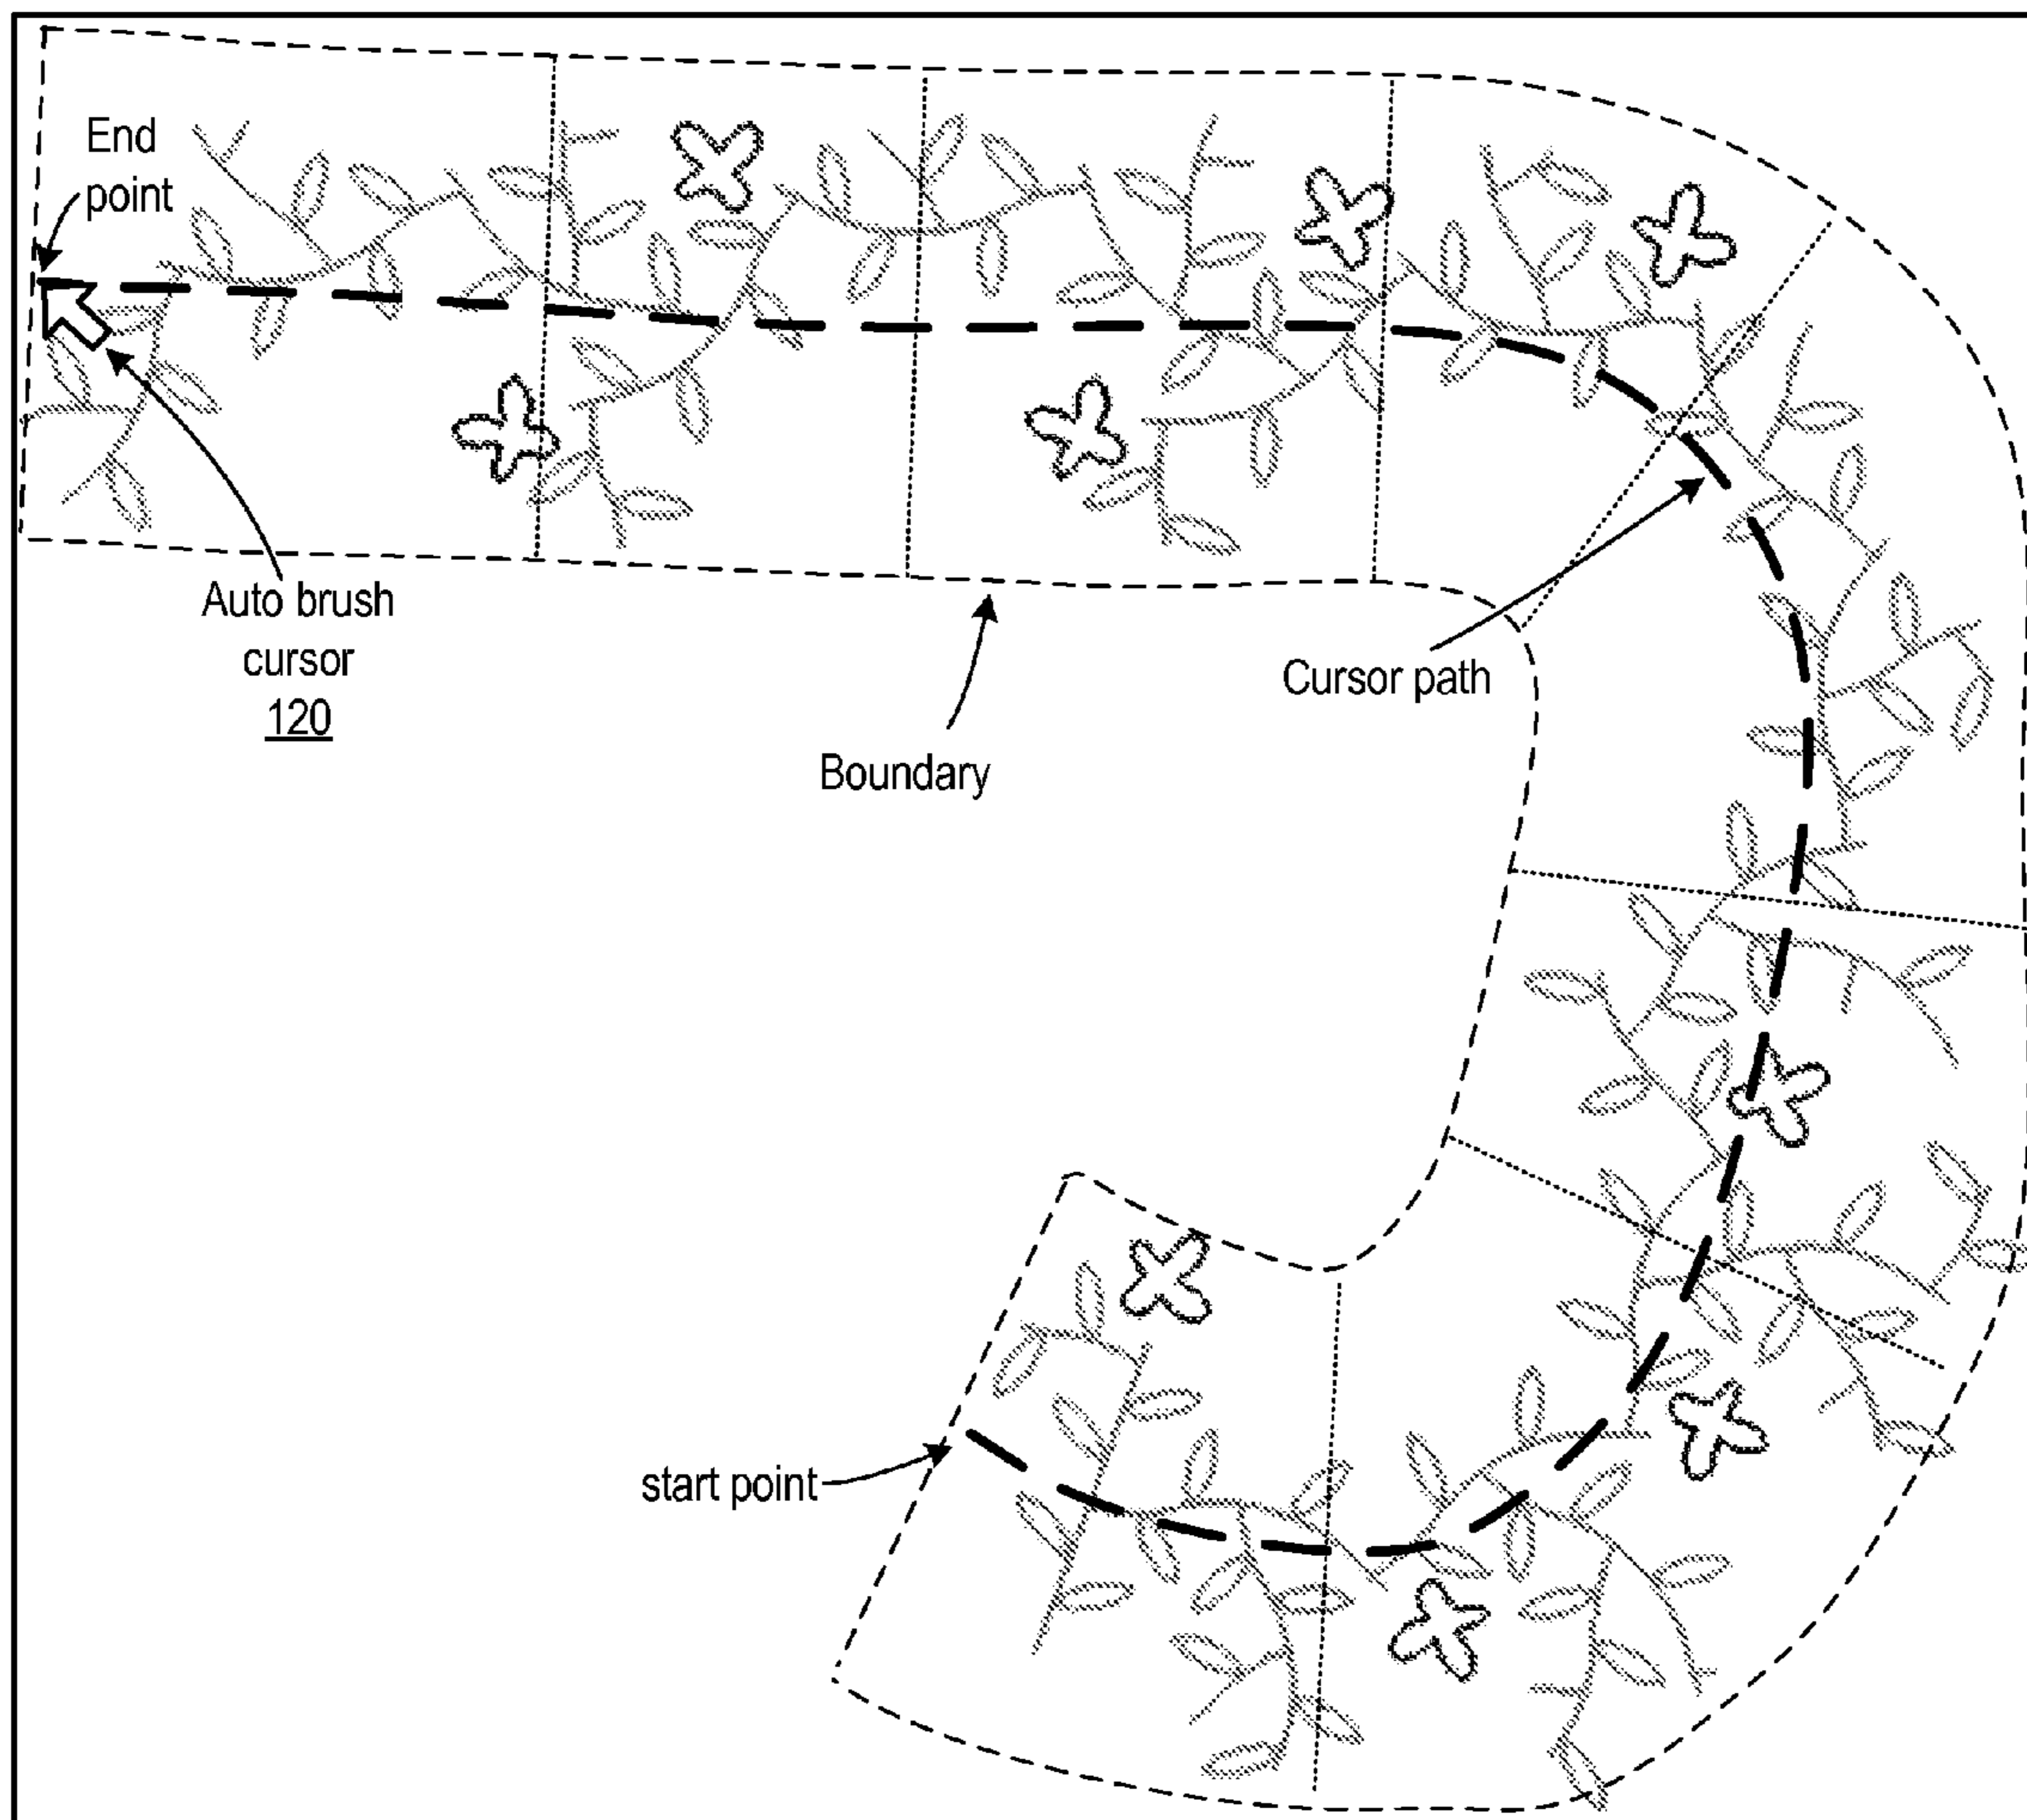 End
point
Auto brush
cursor
120
Cursor path
Boundary
start point